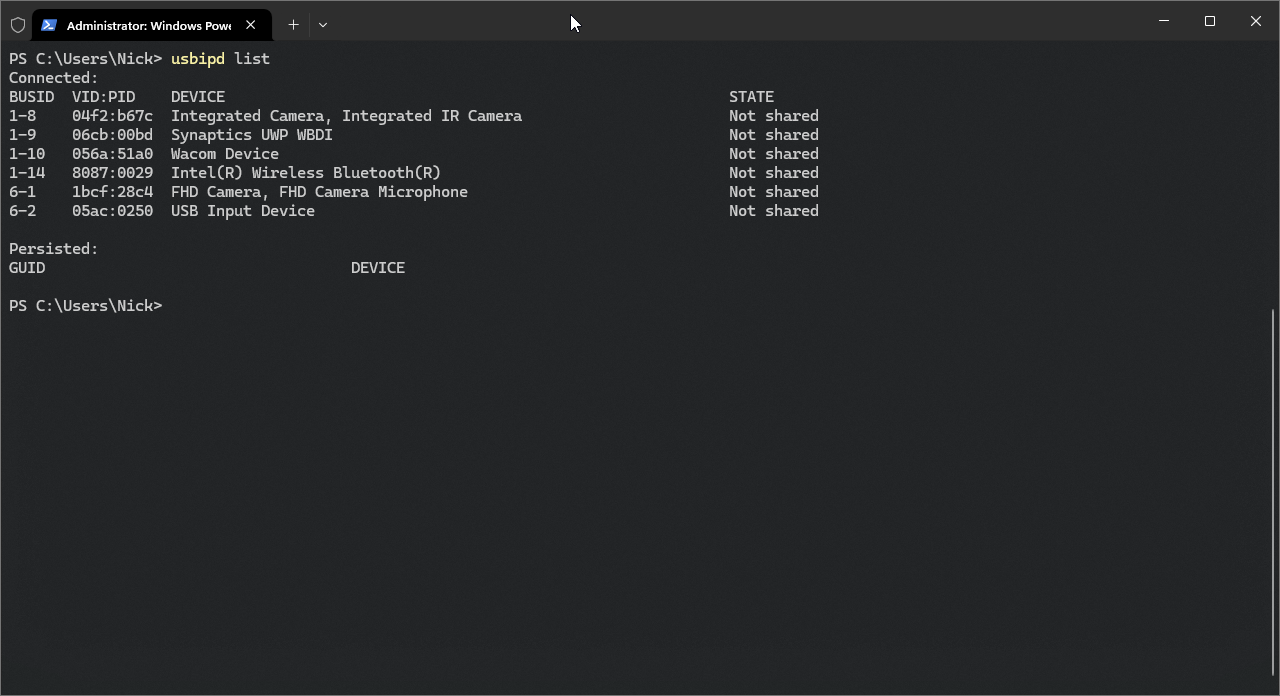 Administrator: Windows Powe
PS C:\Users\Nick> usbipd list
Connected:
BUSID  VID:PID    DEVICE                                                        STATE
1-8    04f2:b67c  Integrated Camera, Integrated IR Camera                       Not shared
1-9    06cb:00bd  Synaptics UWP WBDI                                            Not shared
1-10   056a:51a0  Wacom Device                                                  Not shared
1-14   8087:0029  Intel(R) Wireless Bluetooth(R)                                Not shared
6-1    1bcf:28c4  FHD Camera, FHD Camera Microphone                             Not shared
6-2    05ac:0250  USB Input Device                                              Not shared
Persisted:
GUID                                  DEVICE
PS C:\Users\Nick>